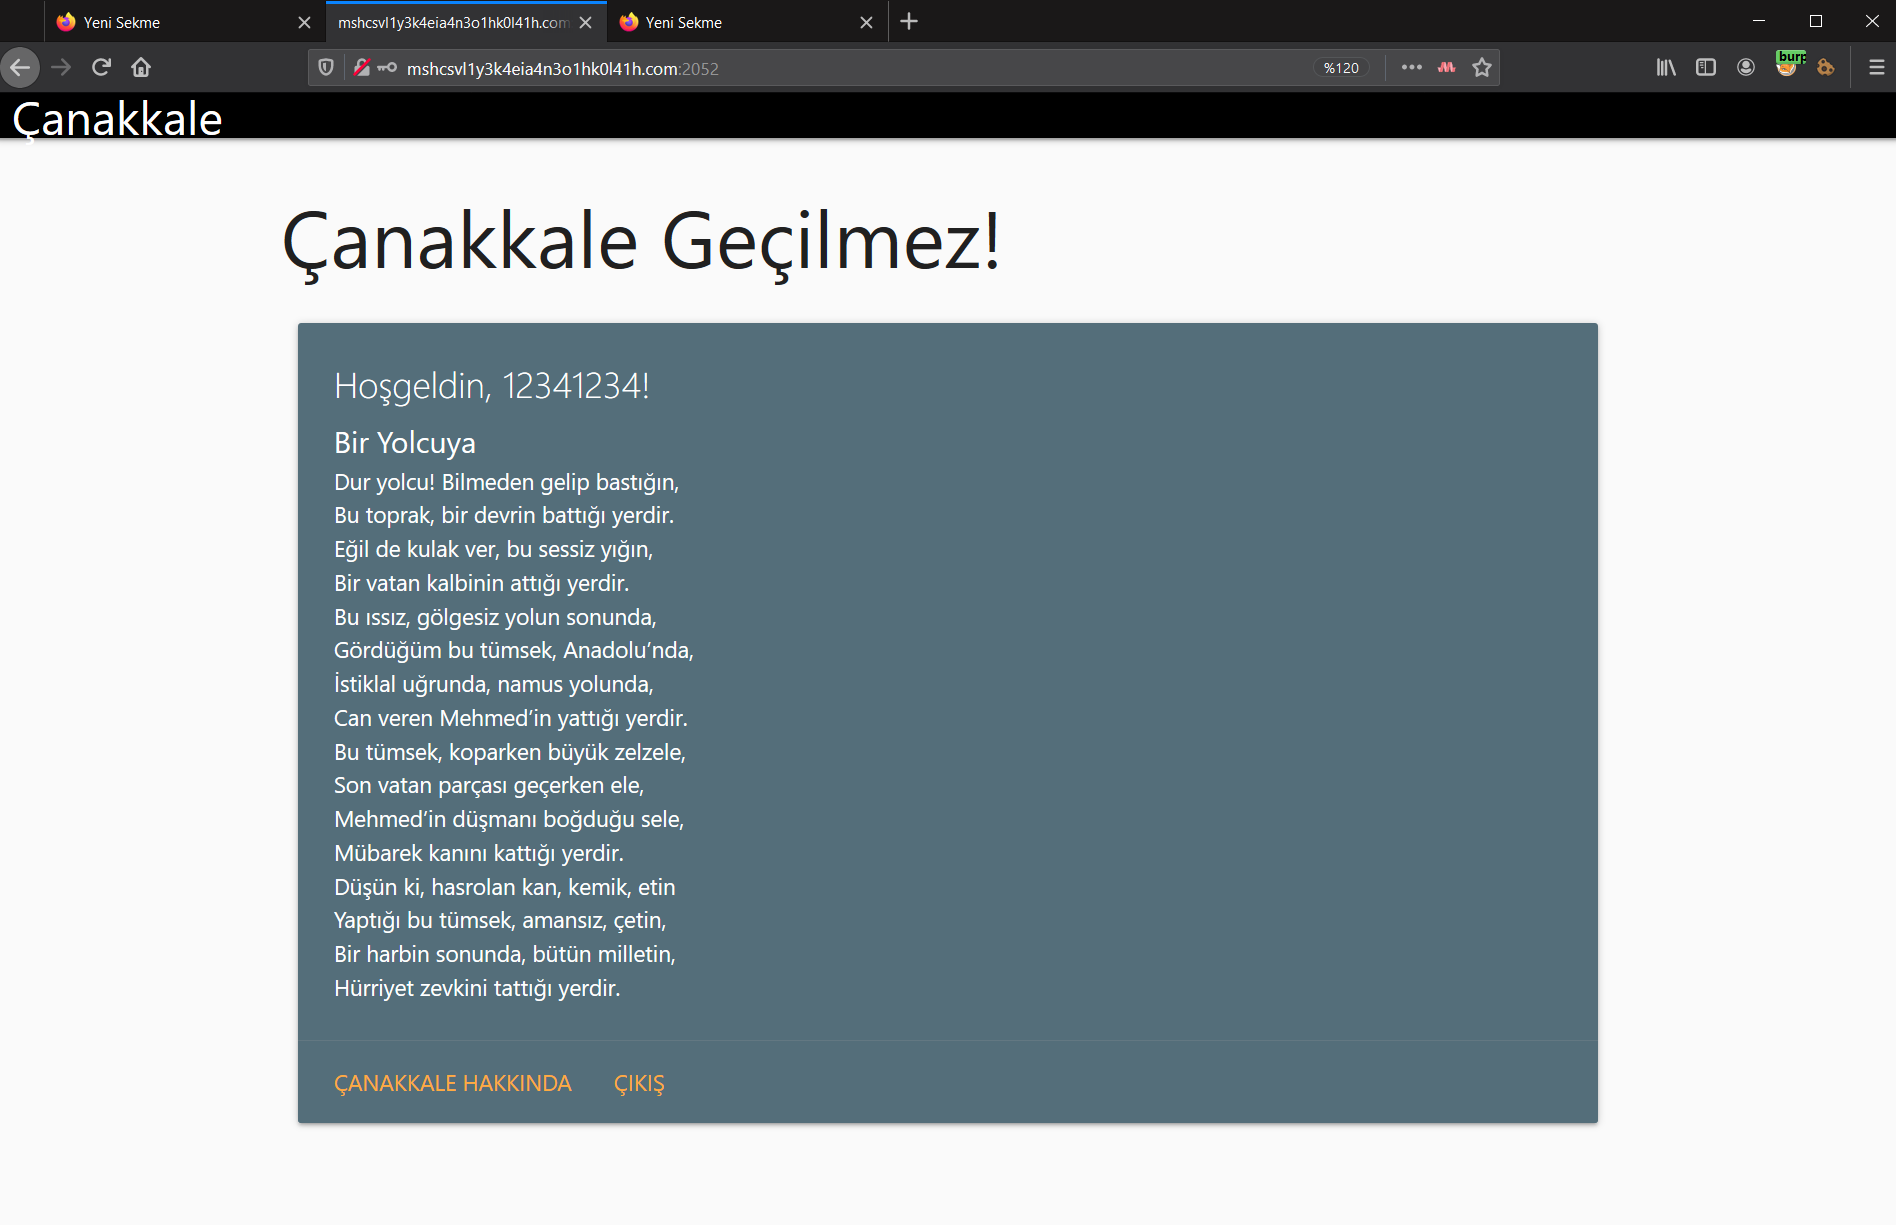 Yeni Sekme
mshcsvl1y3k4eia4n3o1hk0l41h.com
Yeni Sekme
mshcsvl1y3k4eia4n3o1hk0l41h.com:2052
%120
burp
Çanakkale
Çanakkale Geçilmez!
Hoşgeldin, 12341234!
Bir Yolcuya
Dur yolcu! Bilmeden gelip bastığın,
Bu toprak, bir devrin battığı yerdir.
Eğil de kulak ver, bu sessiz yığın,
Bir vatan kalbinin attığı yerdir.
Bu ıssız, gölgesiz yolun sonunda,
Gördüğüm bu tümsek, Anadolu’nda,
İstiklal uğrunda, namus yolunda,
Can veren Mehmed’in yattığı yerdir.
Bu tümsek, koparken büyük zelzele,
Son vatan parçası geçerken ele,
Mehmed’in düşmanı boğduğu sele,
Mübarek kanını kattığı yerdir.
Düşün ki, hasrolan kan, kemik, etin
Yaptığı bu tümsek, amansız, çetin,
Bir harbin sonunda, bütün milletin,
Hürriyet zevkini tattığı yerdir.
ÇANAKKALE HAKKINDA ÇIKIŞ